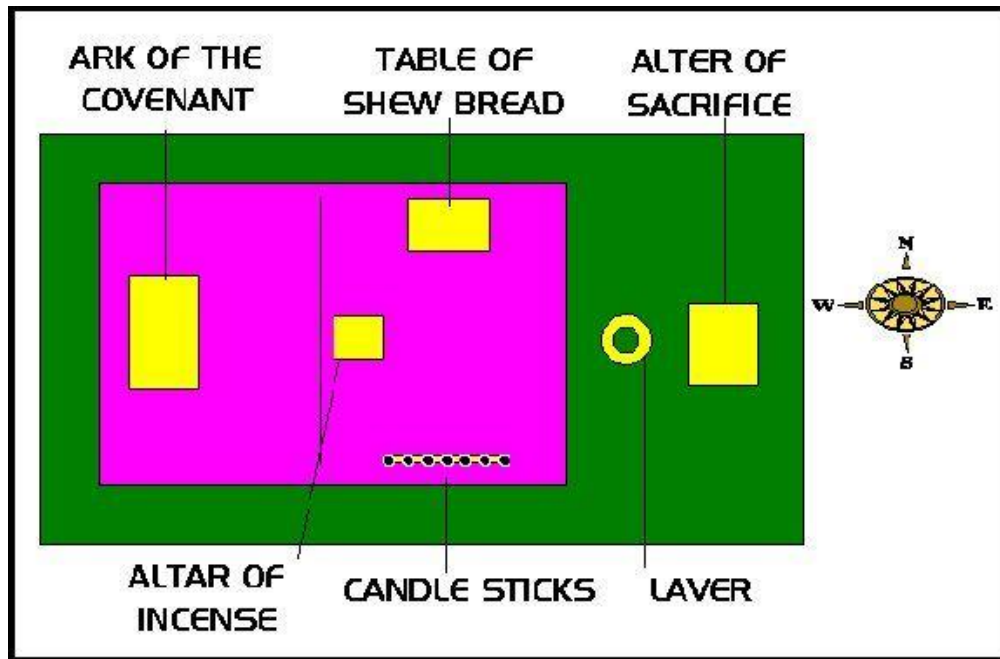 ARK OF THE
COVENANT
TABLE OF
SHEW BREAD
ALTER OF
SACRIFICE
N
W
E
S
ALTAR OF
INCENSE
CANDLE STICKS
LAVER